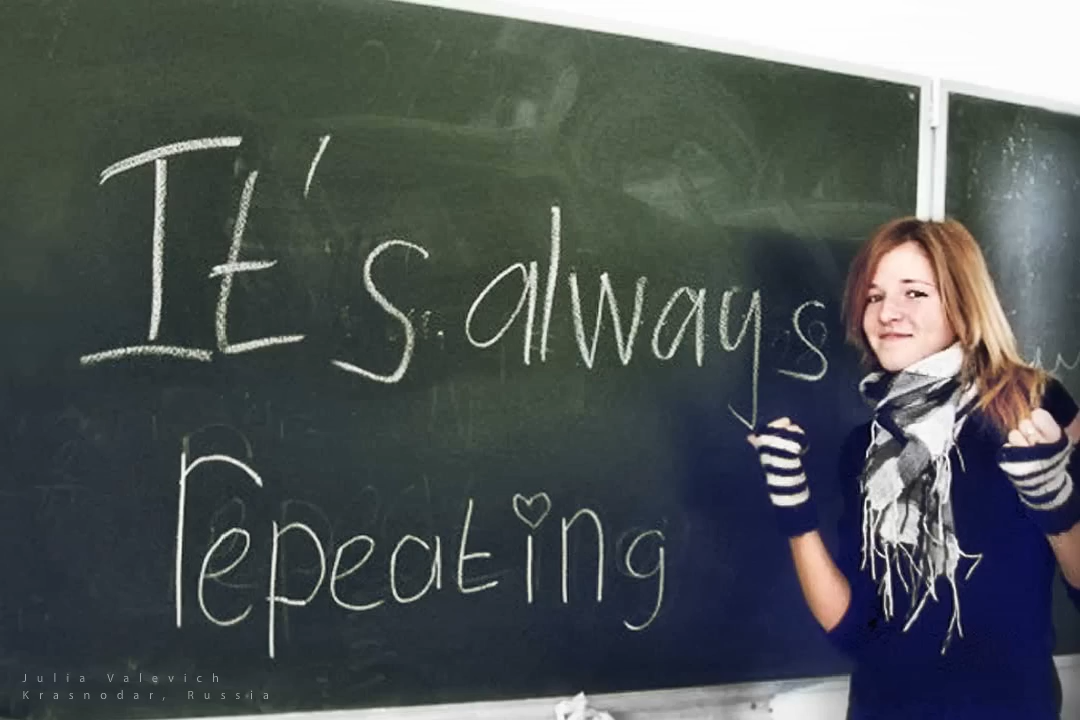 It's always
repeating
Julia Valevich
Krasnodar, Russia